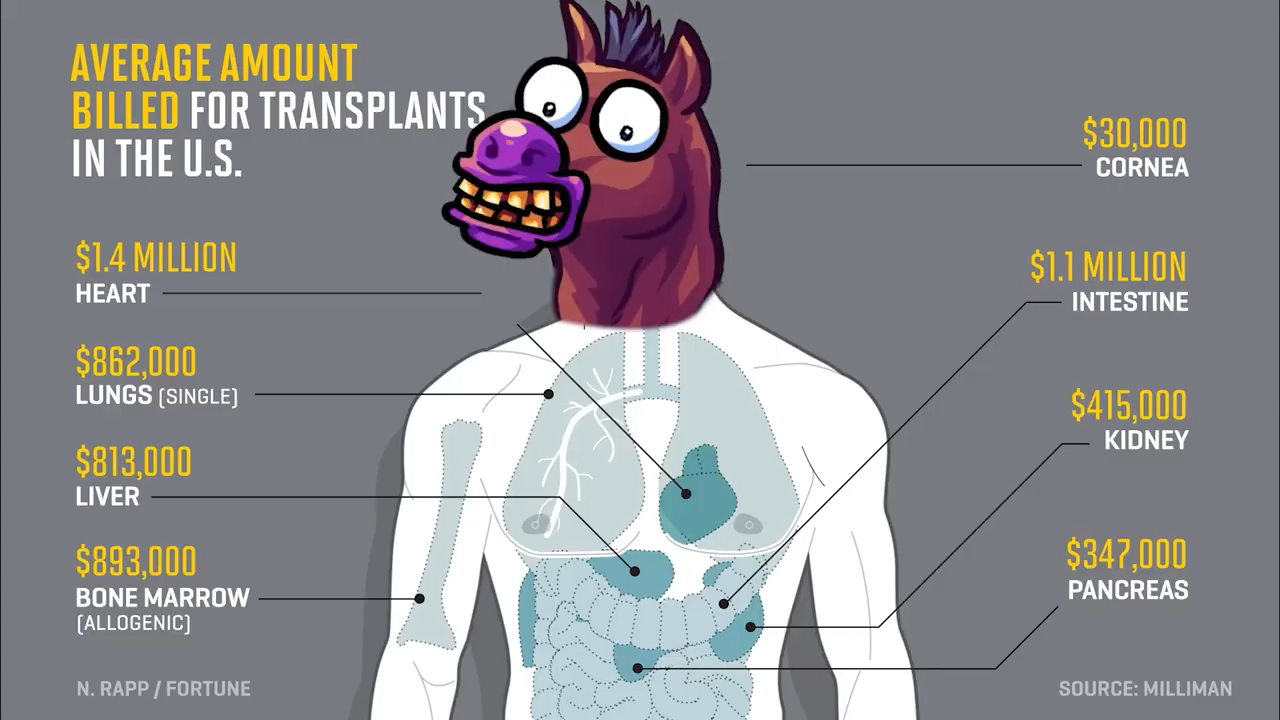 AVERAGE AMOUNT
BILLED FOR TRANSPLANTS
IN THE U.S.
$1.4 MILLION
HEART
$862,000
LUNGS (SINGLE)
$813,000
LIVER
$893,000
BONE MARROW
(ALLOGENIC)
$30,000
CORNEA
$1.1 MILLION
INTESTINE
$415,000
KIDNEY
$347,000
PANCREAS
N. RAPP / FORTUNE
SOURCE: MILLIMAN